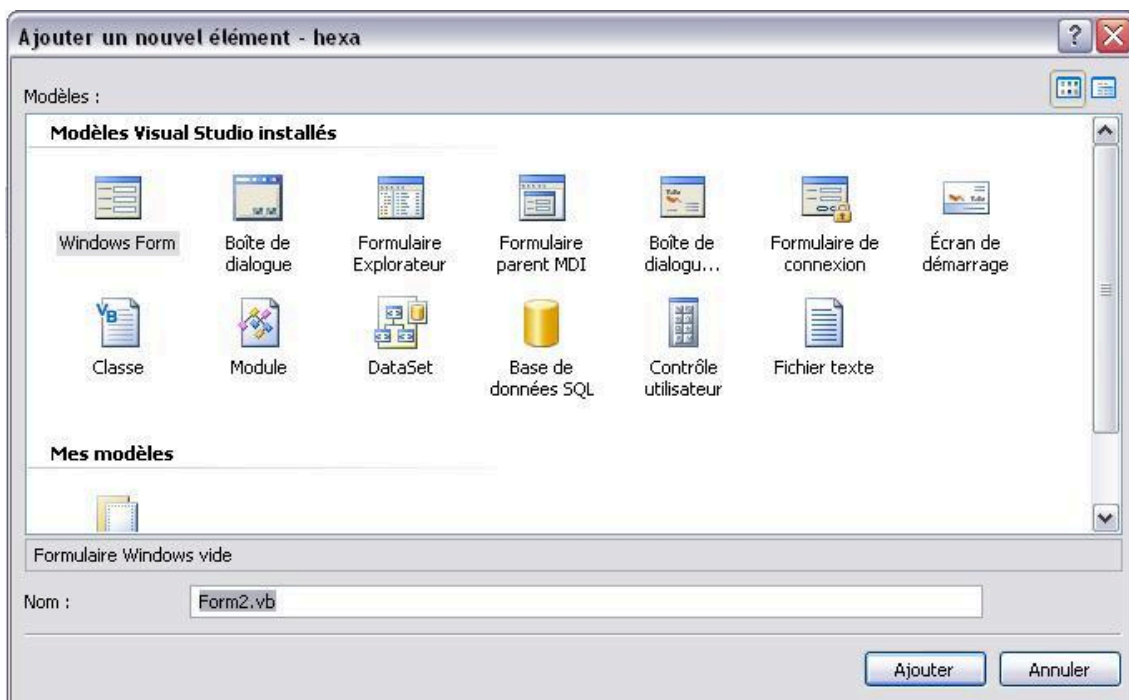 Ajouter un nouvel élément - hexa
Modèles :
Modèles Visual Studio installés
Windows Form
Boîte de
dialogue
Formulaire
Explorateur
Formulaire
parent MDI
Boîte de
dialogu...
Formulaire de
connexion
Écran de
démarrage
Classe
Module
DataSet
Base de
données SQL
Contrôle
utilisateur
Fichier texte
Mes modèles
Formulaire Windows vide
Nom :
Form2.vb
Ajouter
Annuler